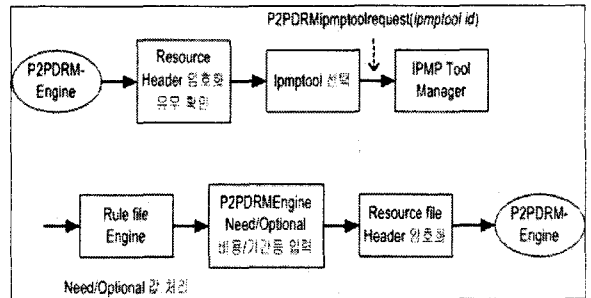 P2PDRMipmptoolrequest(ipmptool id)
P2PDRM-
Engine
Resource
Header 암호화
유무 확인
Ipmptool 선택
IPMP Tool
Manager
Rule file
Engine
P2PDRMEngine
Need/Optional
비용/기간등 입력
Resource file
Header 암호화
P2PDRM-
Engine
Need/Optional 값 처리